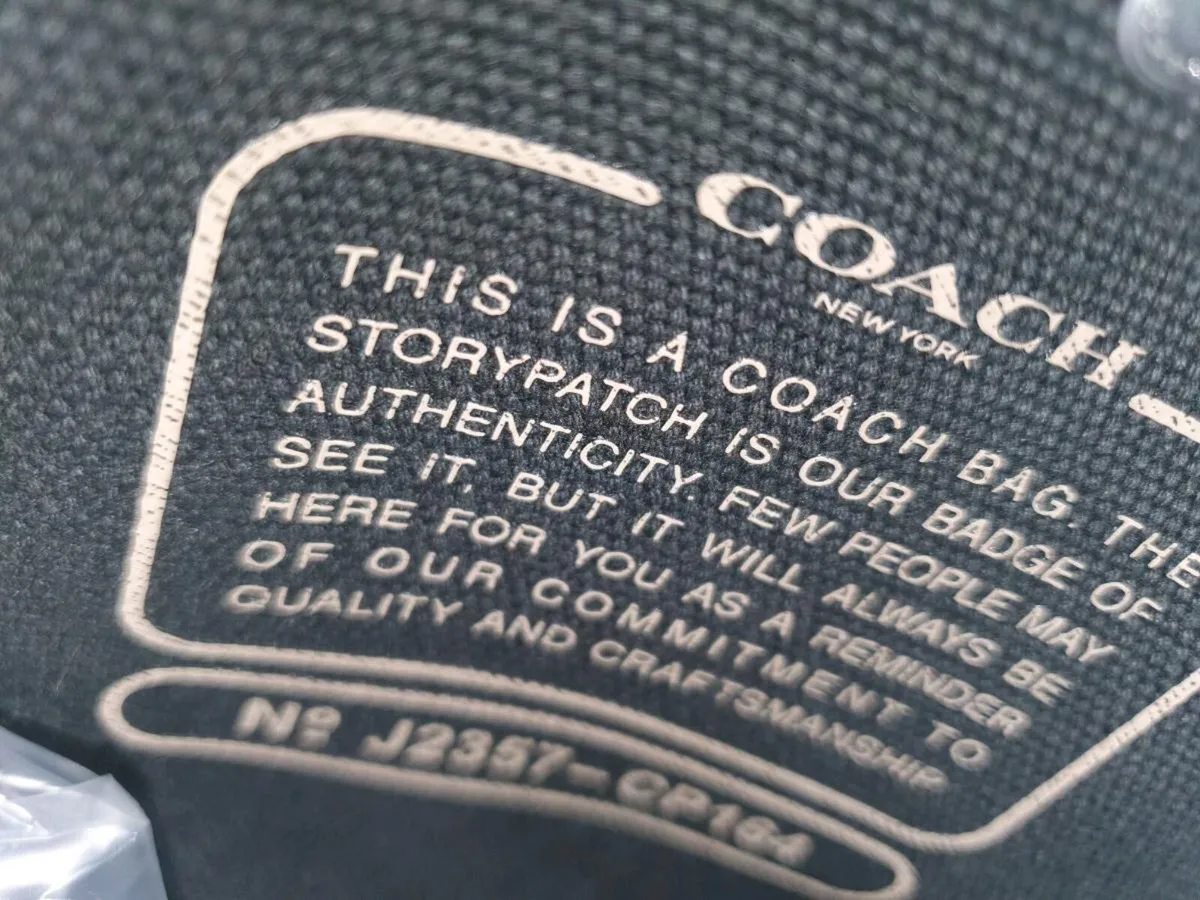 COACH
NEW YORK
THIS IS A COACH BAG. THE
STORYPATCH IS OUR BADGE OF
AUTHENTICITY. FEW PEOPLE MAY
SEE IT, BUT IT WILL ALWAYS BE
HERE FOR YOU AS A REMINDER
OF OUR COMMITMENT TO
QUALITY AND CRAFTSMANSHIP
Nº J2357-CP164